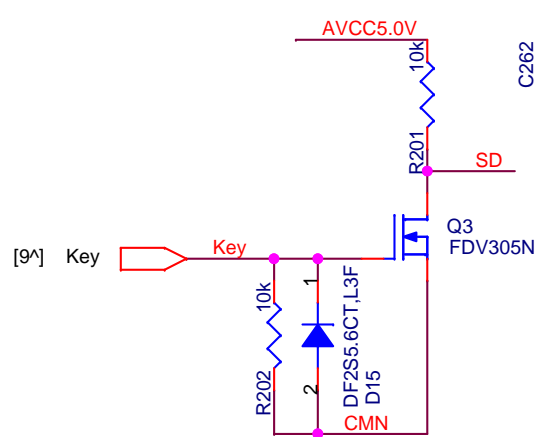 AVCC5.0V
10k
C262
R201
SD
Q3
FDV305N
[9^] Key
Key
10k
1
DF2S5.6CT,L3F
D15
R202
2
CMN